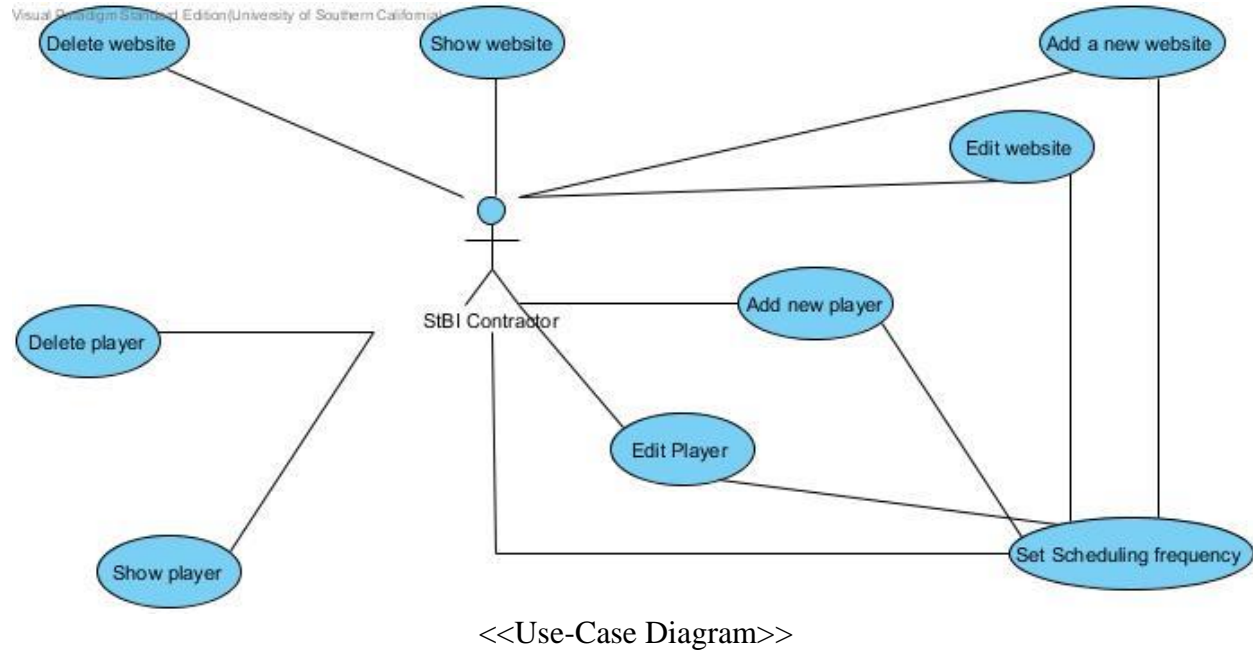 Visual Paradigm Standard Edition(University of Southern California)
Delete website
Show website
Add a new website
Edit website
Add new player
StBI Contractor
Delete player
Edit Player
Set Scheduling frequency
Show player
<<Use-Case Diagram>>